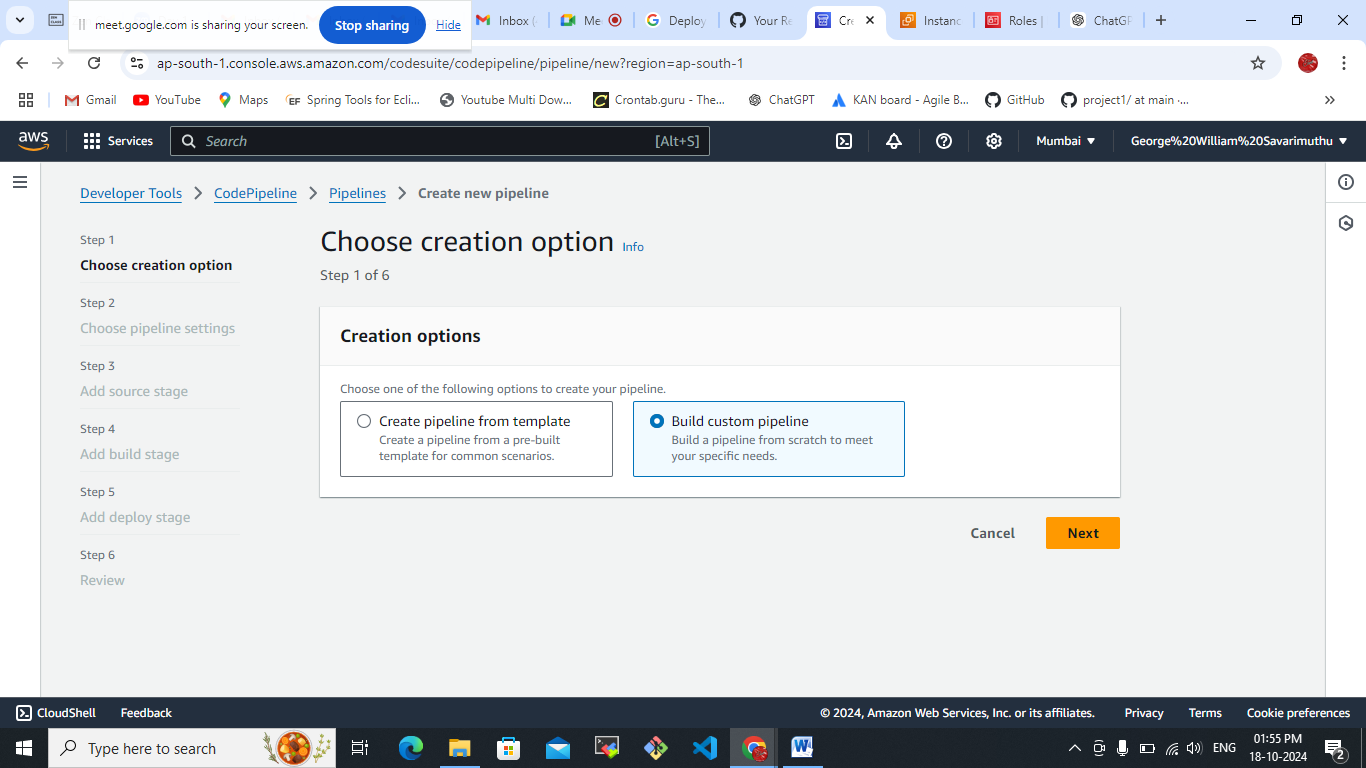 meet.google.com is sharing your screen.
Stop sharing
Hide
Inbox (
Me
Deploy
Your Re
Cre
Instanc
Roles |
ChatGP
ap-south-1.console.aws.amazon.com/codesuite/codepipeline/pipeline/new?region=ap-south-1
Gmail
YouTube
Maps
EF Spring Tools for Ecli...
Youtube Multi Dow...
Crontab.guru - The...
ChatGPT
KAN board - Agile B...
GitHub
project1/ at main ·...
aws
Services
Search
[Alt+S]
Mumbai
George%20William%20Savarimuthu
Developer Tools
CodePipeline
Pipelines
Create new pipeline
Step 1
Choose creation option
Step 2
Choose pipeline settings
Step 3
Add source stage
Step 4
Add build stage
Step 5
Add deploy stage
Step 6
Review
Choose creation option Info
Step 1 of 6
Creation options
Choose one of the following options to create your pipeline.
Create pipeline from template
Create a pipeline from a pre-built
template for common scenarios.
Build custom pipeline
Build a pipeline from scratch to meet
your specific needs.
Cancel
Next
CloudShell
Feedback
© 2024, Amazon Web Services, Inc. or its affiliates.
Privacy
Terms
Cookie preferences
Type here to search
ENG
01:55 PM
18-10-2024
2